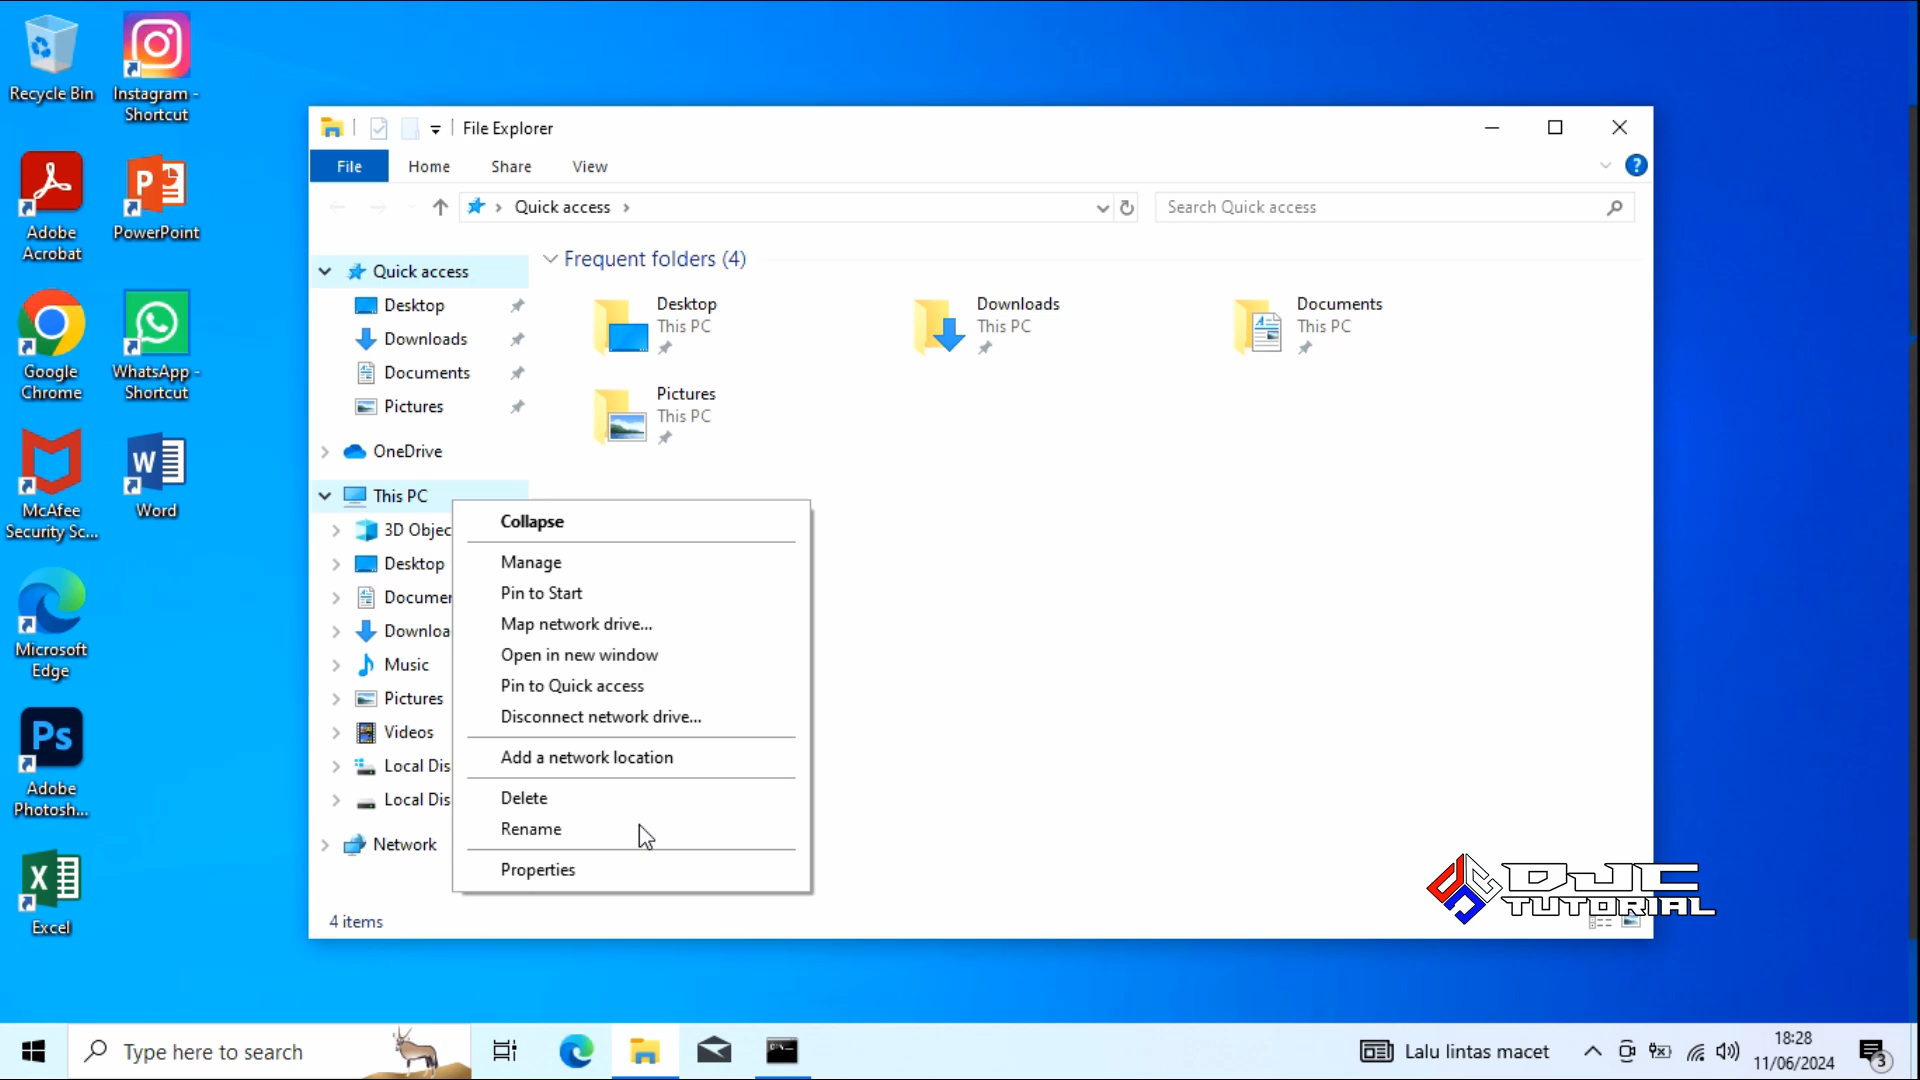 Recycle Bin
Instagram -
Shortcut
Adobe
Acrobat
PowerPoint
Google
Chrome
WhatsApp -
Shortcut
McAfee
Security Sc...
Word
Microsoft
Edge
Ps
Adobe
Photosh...
Excel
File Explorer
File
Home
Share
View
?
Quick access
Search Quick access
Quick access
Desktop
Downloads
Documents
Pictures
OneDrive
This PC
3D Objec
Desktop
Documer
Downloa
Music
Pictures
Videos
Local Dis
Local Dis
Network
4 items
Frequent folders (4)
Desktop
This PC
Downloads
This PC
Documents
This PC
Pictures
This PC
Collapse
Manage
Pin to Start
Map network drive...
Open in new window
Pin to Quick access
Disconnect network drive...
Add a network location
Delete
Rename
Properties
DJC
TUTORIAL
Type here to search
Lalu lintas macet
18:28
11/06/2024
3